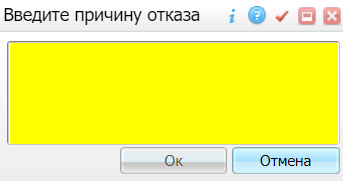 Введите причину отказа
Ок
Отмена